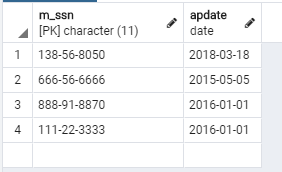 m_ssn apdate
[PK] character (11) date
1 138-56-8050 2018-03-18
2 666-56-6666 2015-05-05
3 888-91-8870 2016-01-01
4 111-22-3333 2016-01-01